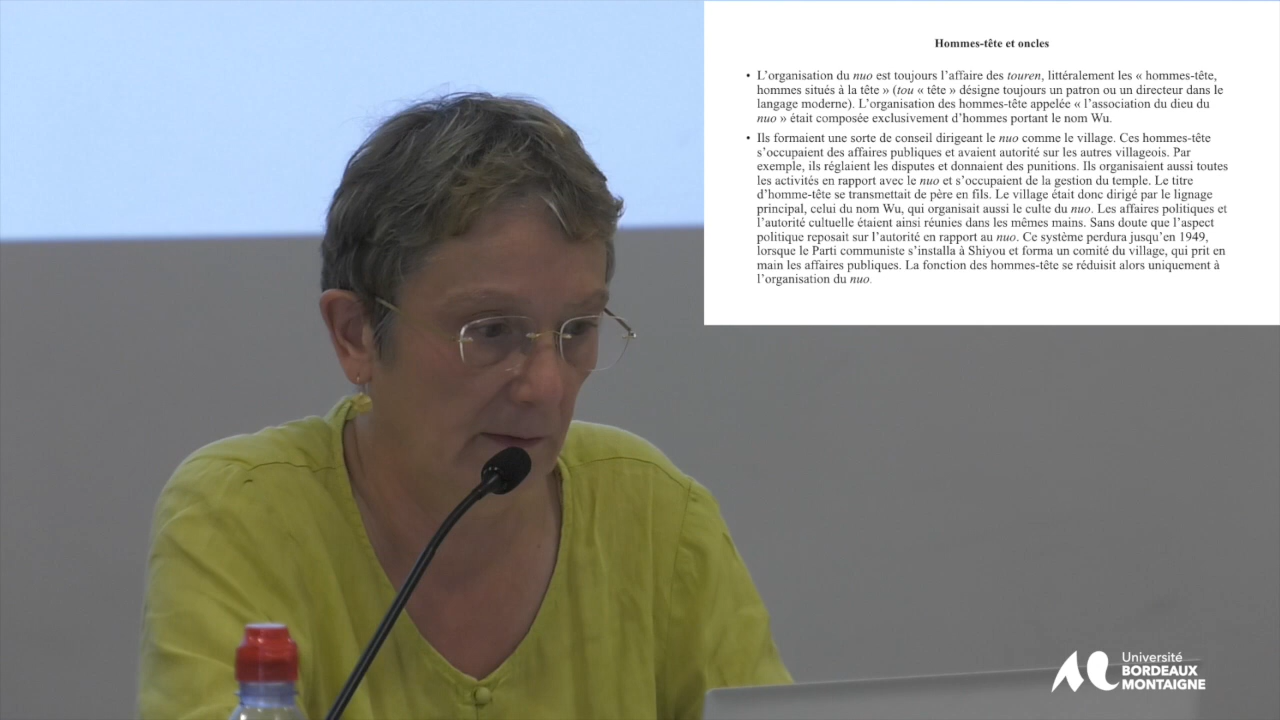 Hommes-tête et oncles
• L’organisation du nuo est toujours l’affaire des touren, littéralement les « hommes-tête,
hommes situés à la tête » (tou « tête » désigne toujours un patron ou un directeur dans le
langage moderne). L’organisation des hommes-tête appelée « l’association du dieu du
nuo » était composée exclusivement d’hommes portant le nom Wu.
• Ils formaient une sorte de conseil dirigeant le nuo comme le village. Ces hommes-tête
s’occupaient des affaires publiques et avaient autorité sur les autres villageois. Par
exemple, ils réglaient les disputes et donnaient des punitions. Ils organisaient aussi toutes
les activités en rapport avec le nuo et s’occupaient de la gestion du temple. Le titre
d’homme-tête se transmettait de père en fils. Le village était donc dirigé par le lignage
principal, celui du nom Wu, qui organisait aussi le culte du nuo. Les affaires politiques et
l’autorité cultuelle étaient ainsi réunies dans les mêmes mains. Sans doute que l’aspect
politique reposait sur l’autorité en rapport au nuo. Ce système perdura jusqu’en 1949,
lorsque le Parti communiste s’installa à Shiyou et forma un comité du village, qui prit en
main les affaires publiques. La fonction des hommes-tête se réduisit alors uniquement à
l’organisation du nuo.
Université
BORDEAUX
MONTAIGNE